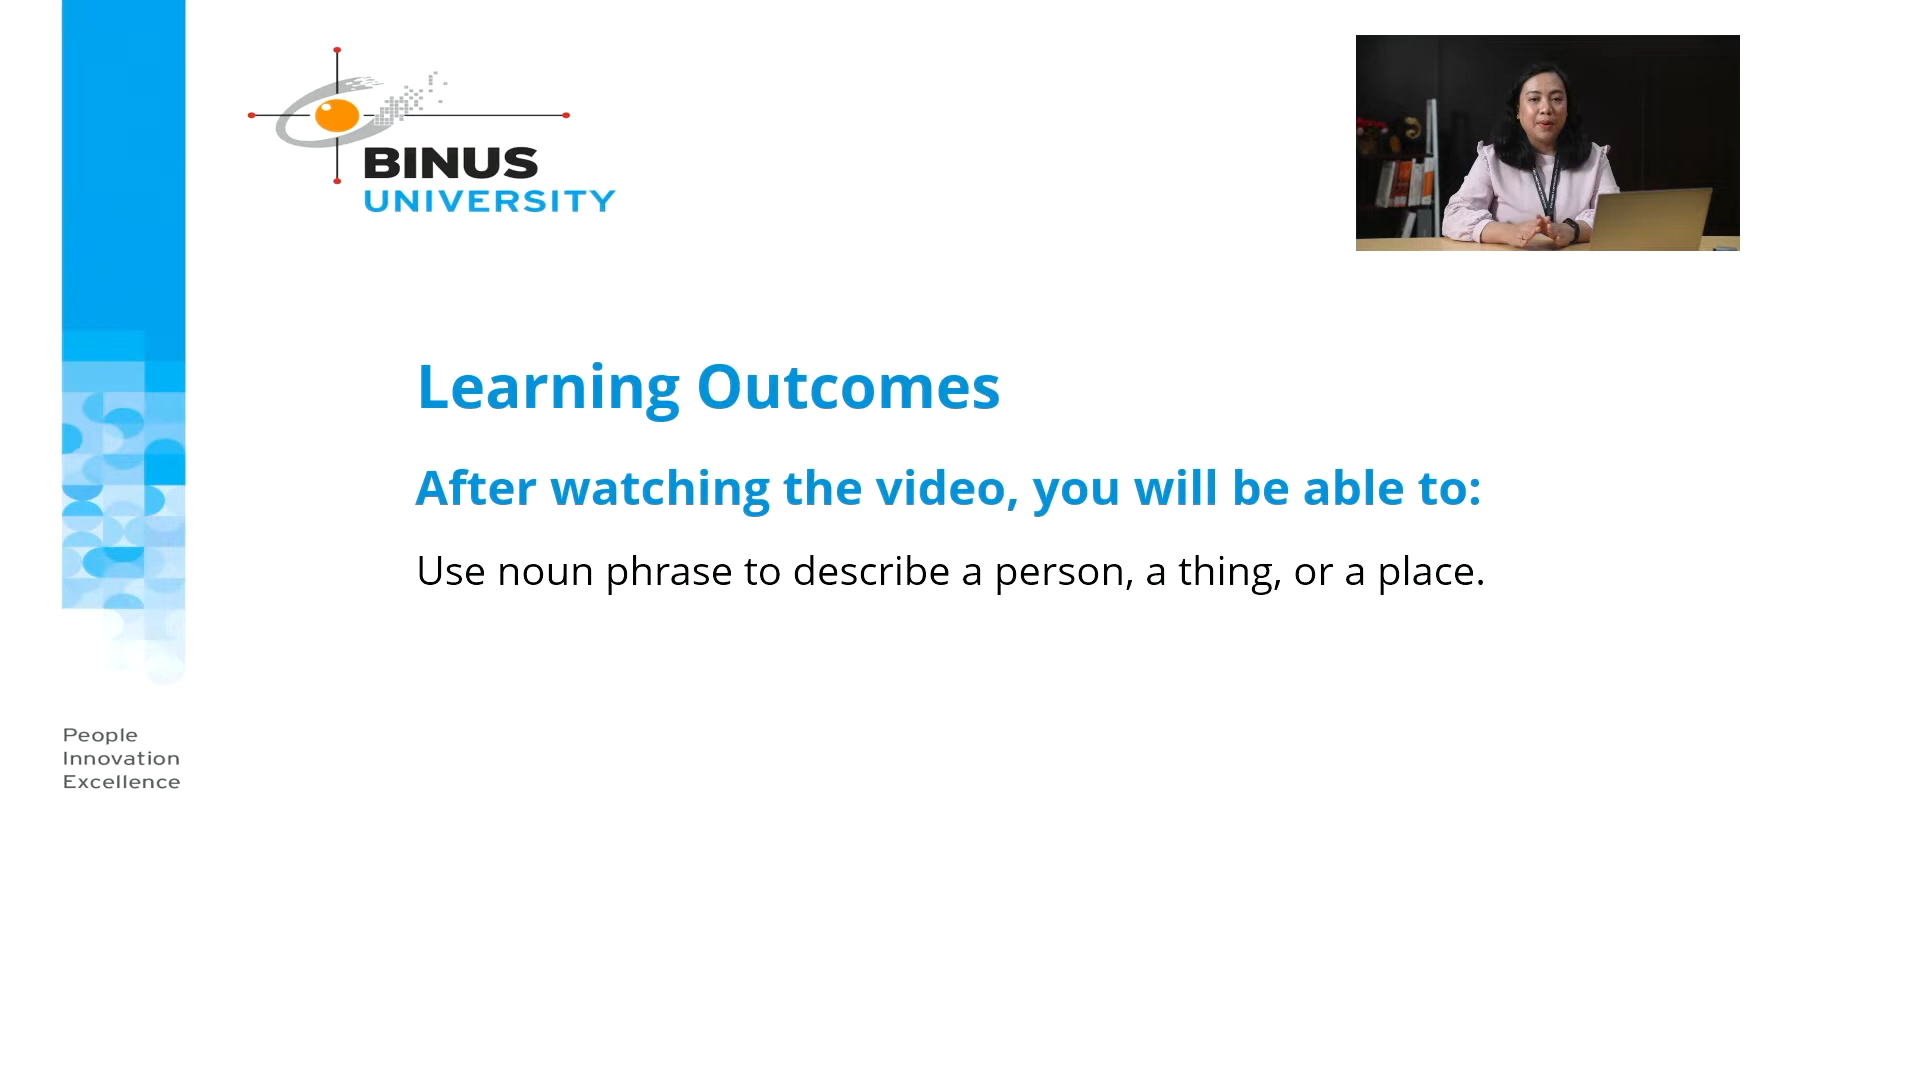 BINUS
UNIVERSITY
Learning Outcomes
After watching the video, you will be able to:
Use noun phrase to describe a person, a thing, or a place.
People
Innovation
Excellence